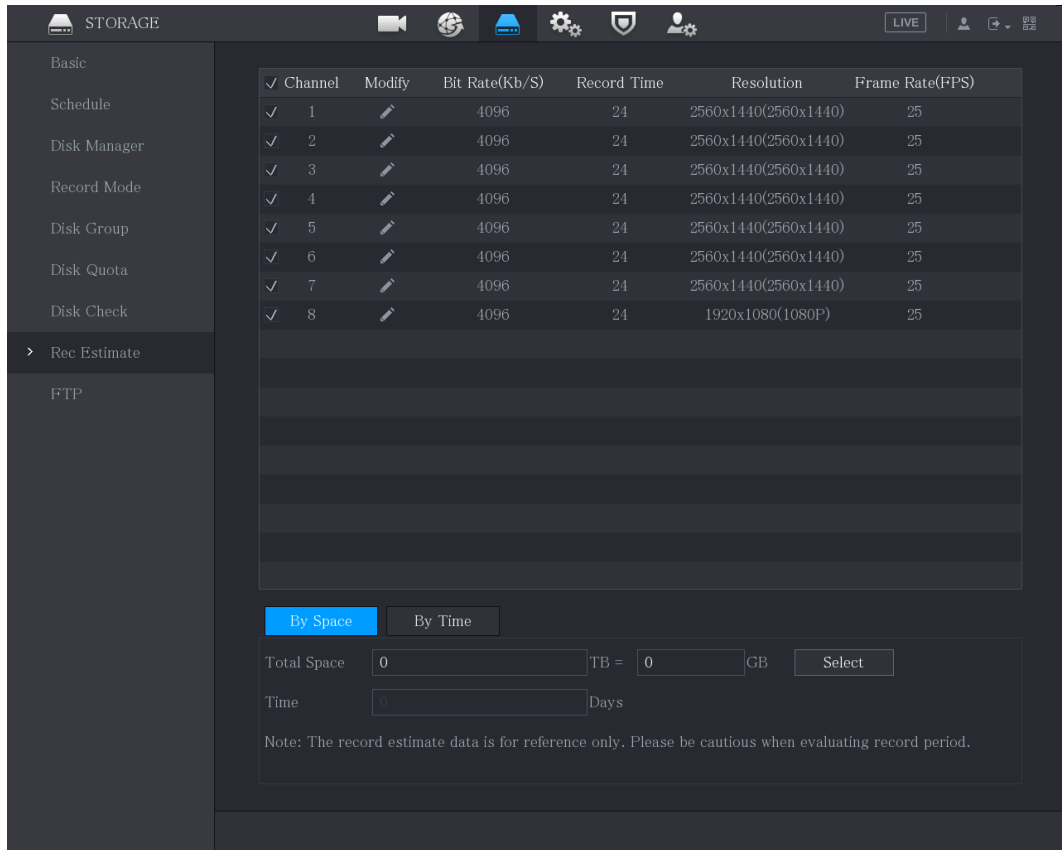 STORAGE LIVE
Basic
Schedule
Disk Manager
Record Mode
Disk Group
Disk Quota
Disk Check
Rec Estimate
FTP
Channel Modify Bit Rate(Kb/S) Record Time Resolution Frame Rate(FPS)
1 4096 24 2560x1440(2560x1440) 25
2 4096 24 2560x1440(2560x1440) 25
3 4096 24 2560x1440(2560x1440) 25
4 4096 24 2560x1440(2560x1440) 25
5 4096 24 2560x1440(2560x1440) 25
6 4096 24 2560x1440(2560x1440) 25
7 4096 24 2560x1440(2560x1440) 25
8 4096 24 1920x1080(1080P) 25
By Space By Time
Total Space 0 TB = 0 GB Select
Time 0 Days
Note: The record estimate data is for reference only. Please be cautious when evaluating record period.